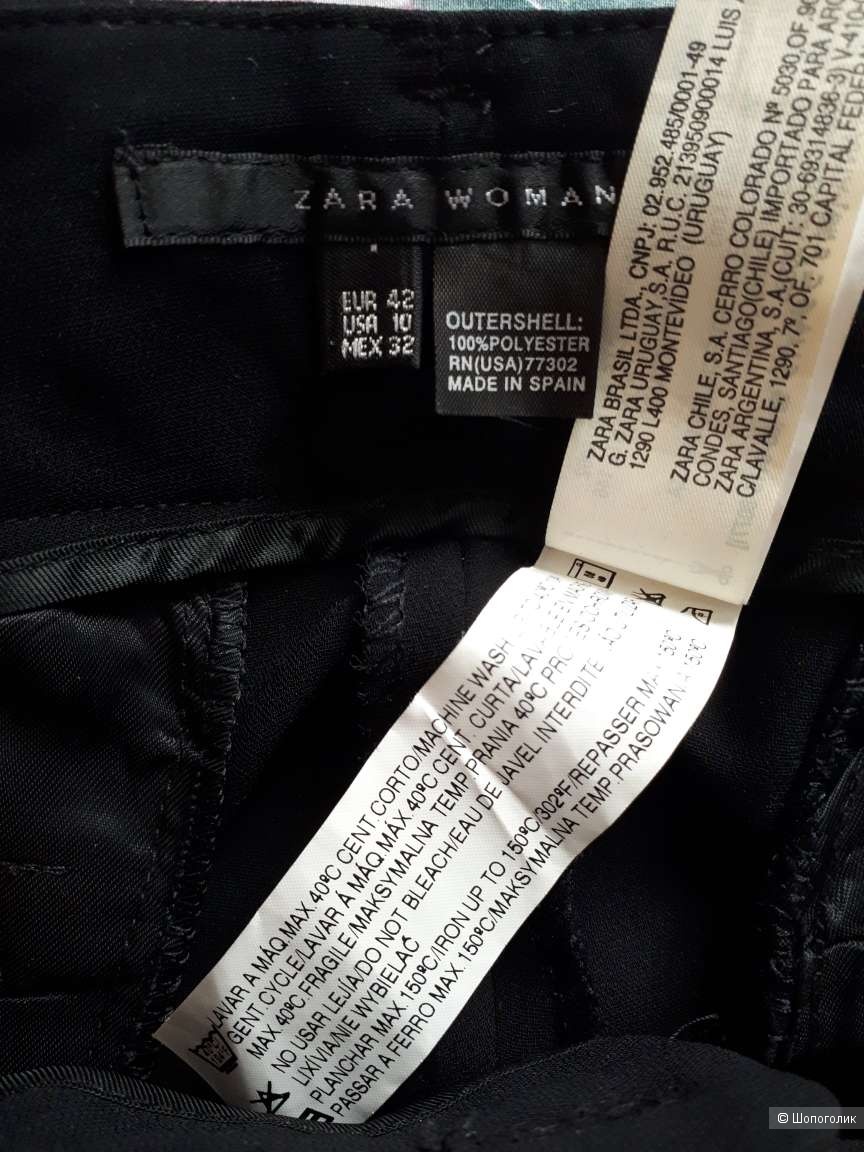 ZARA WOMAN
EUR 42
USA 10
MEX 32
OUTERSHELL:
100%POLYESTER
RN(USA)77302
MADE IN SPAIN
ZARA BRASIL LTDA., CNPJ: 02.952.485/0001-49
G. ZARA URUGUAY,S.A. R.U.C. 213950900014 LUIS
1290 L400 MONTEVIDEO (URUGUAY)
ZARA CHILE, S.A. CERRO COLORADO Nº 5030,OF.
CONDES, SANTIAGO(CHILE) IMPORTADO PARA
ZARA ARGENTINA, S.A.(CUIT: 30-69314836-3)
C/LAVALLE, 1290, 7º, OF. 701 CAPITAL
LAVAR A MÁQ.MAX.40ºC CENT.CORTO/MACHINE WASH
GENT CYCLE/LAVAR Á MÁQ.MÁX.40ºC CENT. CURTA/
MAX 40ºC FRAGILE/MAKSYMALNA TEMP.PRANIA 40ºC
NO USAR LEJÍA/DO NOT BLEACH/EAU DE JAVEL INTERDITE
LIXÍVIA/NIE WYBIELAĆ
PLANCHAR MAX.150ºC/IRON UP TO 150ºC/302ºF/REPASSER
PASSAR A FERRO MAX.150ºC/MAKSYMALNA TEMP.PRASOWANIA 150ºC
© Шопоголик